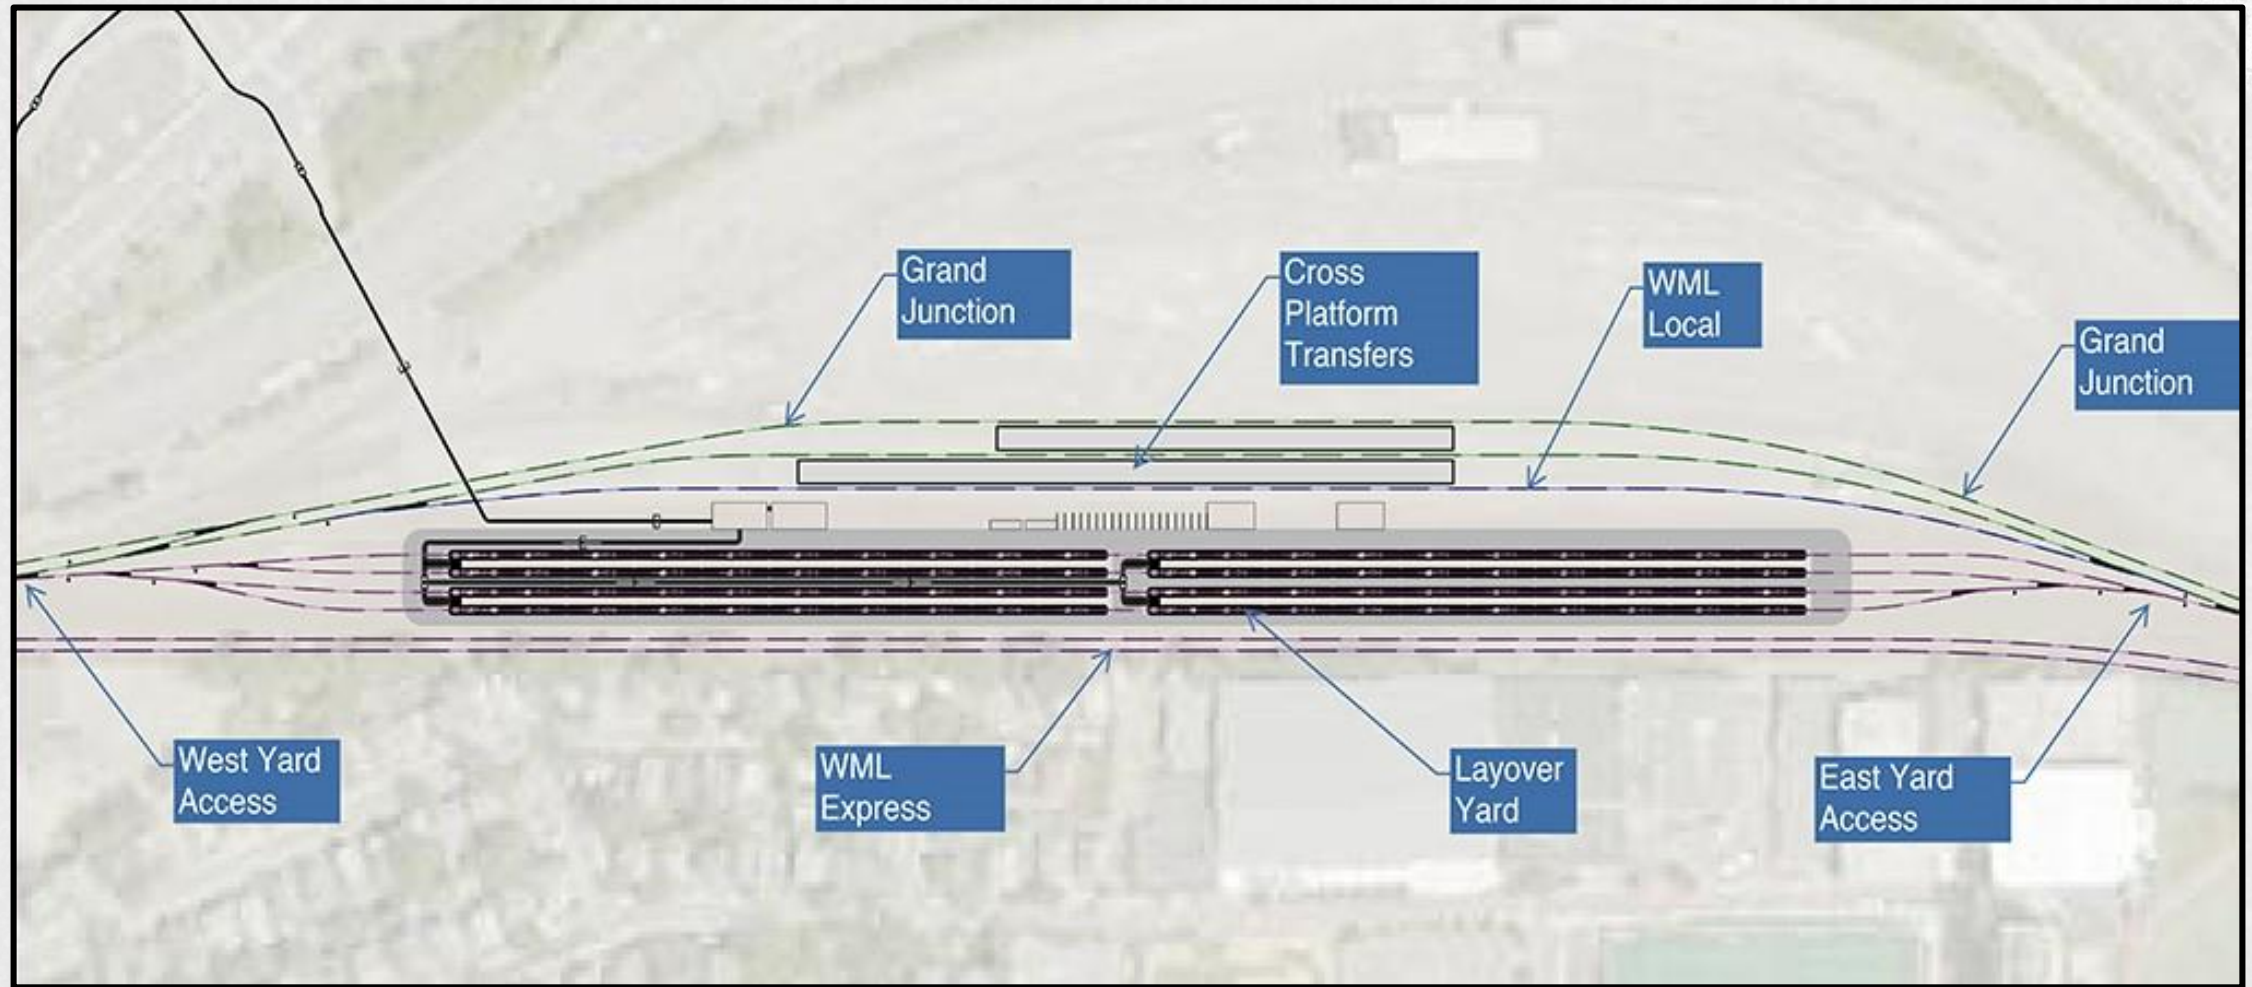 Grand
Junction
Cross
Platform
Transfers
WML
Local
Grand
Junction
West Yard
Access
WML
Express
Layover
Yard
East Yard
Access